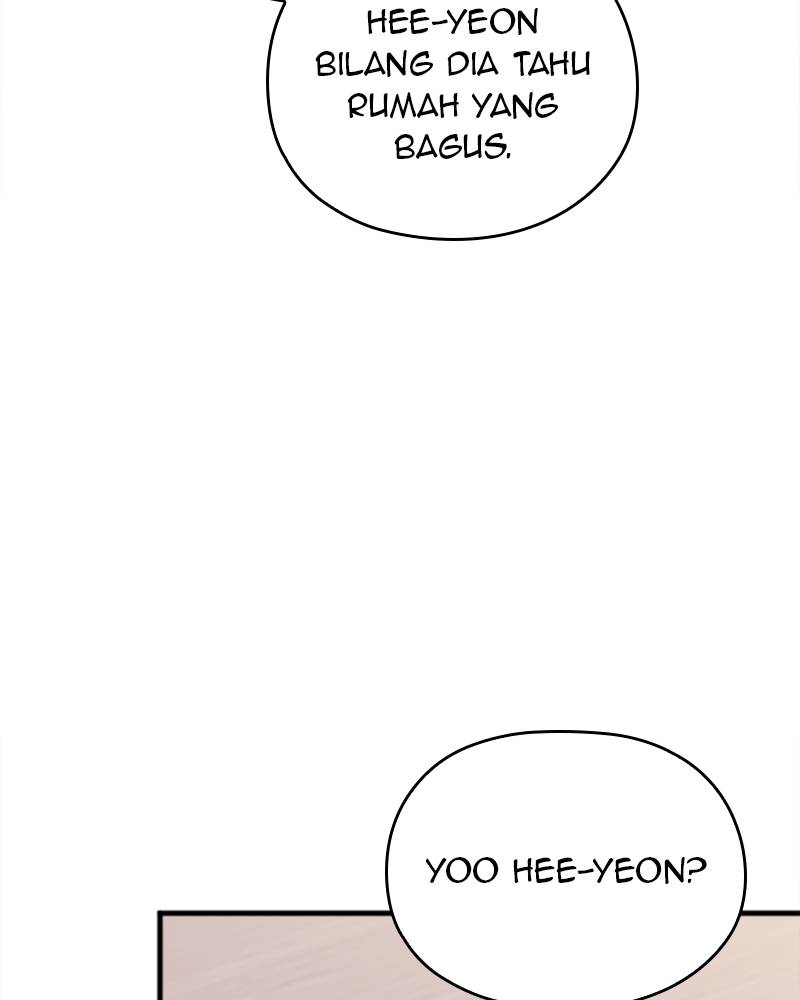 HEE-YEON
BILANG DIA TAHU
RUMAH YANG
BAGUS.
YOO HEE-YEON?